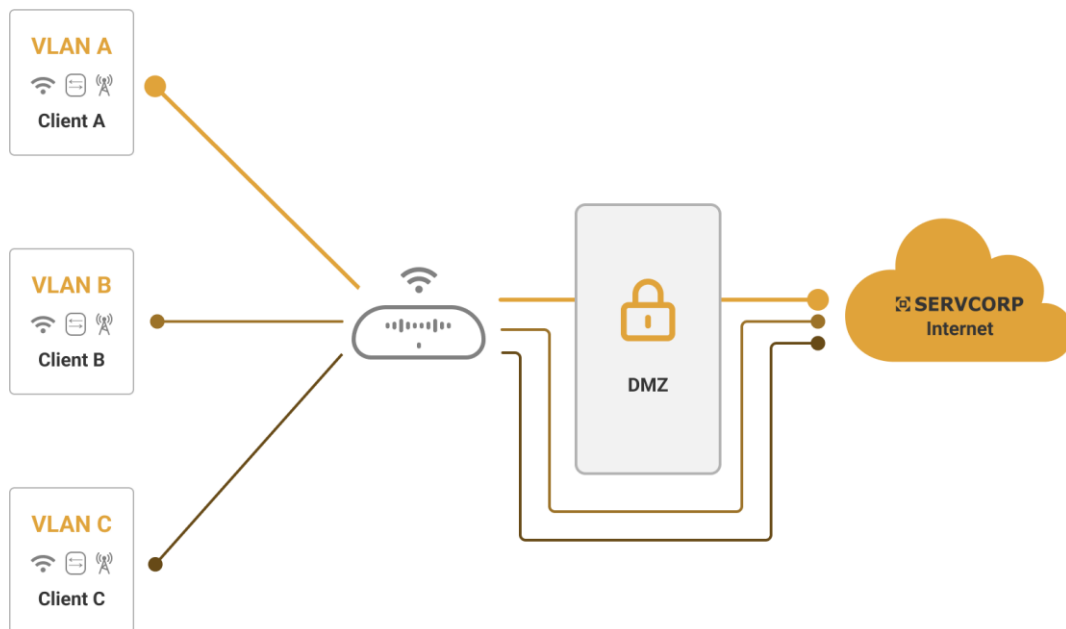 VLAN A
Client A
VLAN B
Client B
VLAN C
Client C
DMZ
SERVCORP
Internet